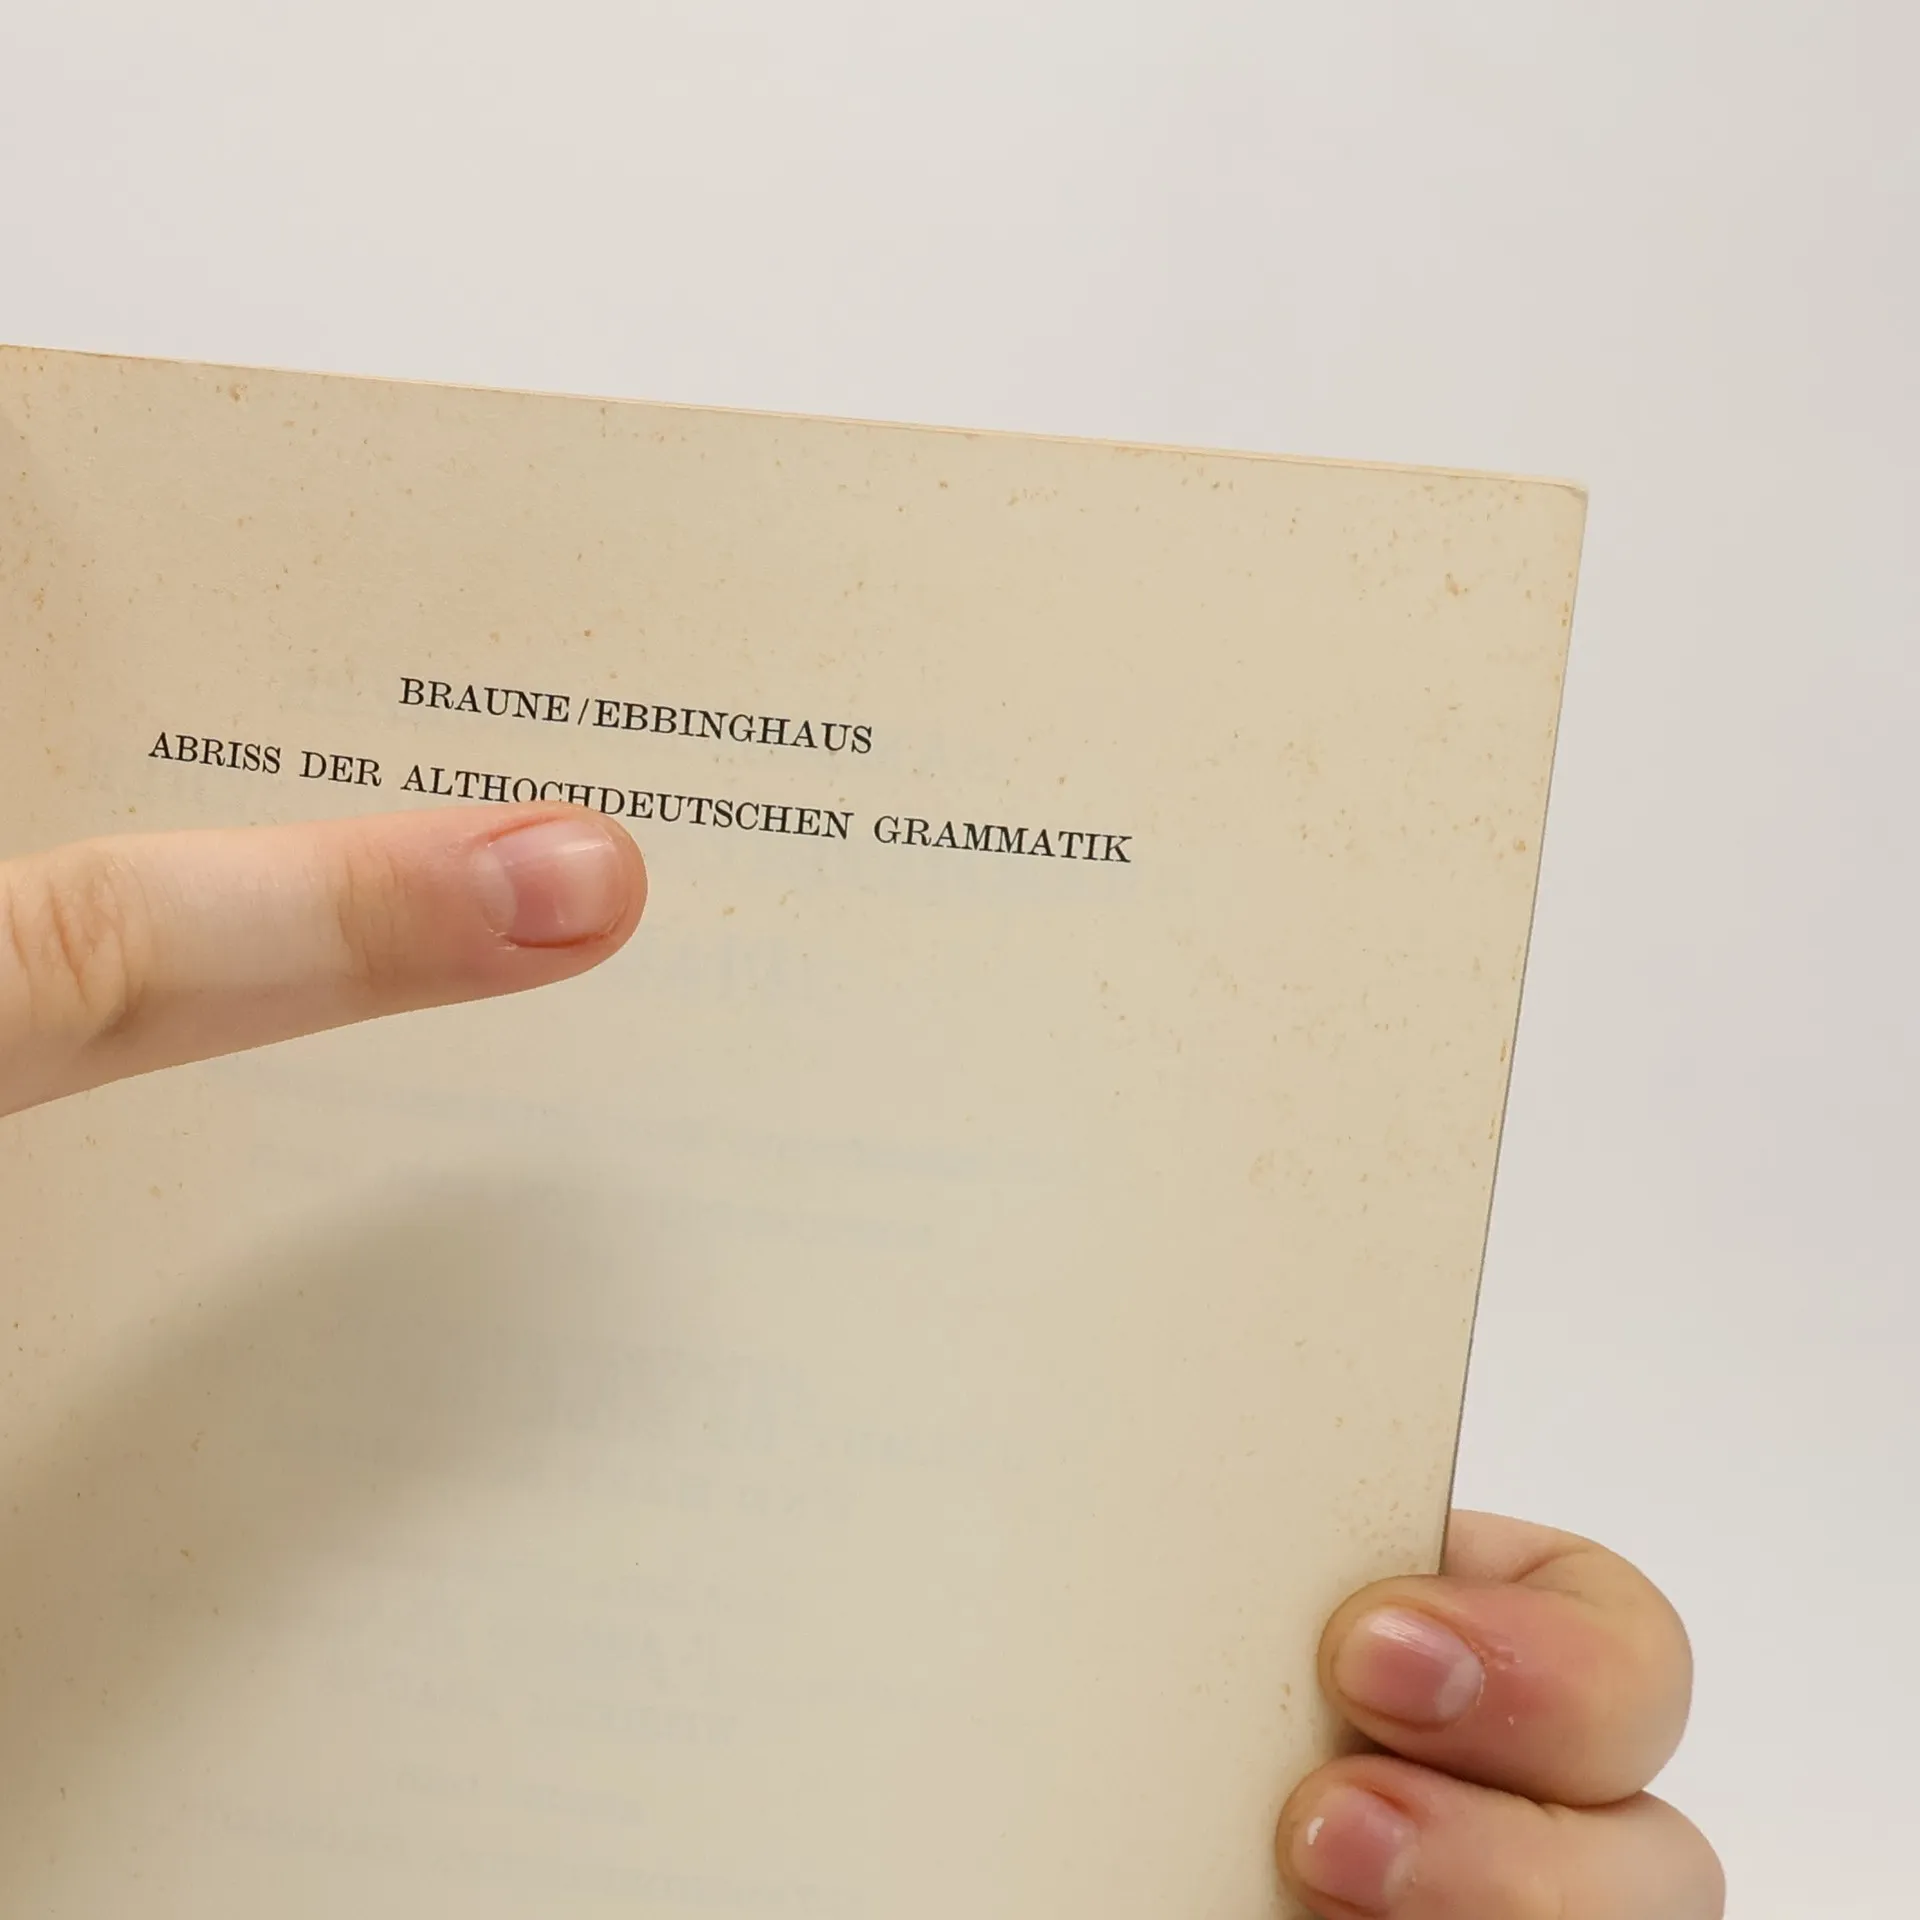 BRAUNE/EBBINGHAUS
ABRISS DER ALTHOCHDEUTSCHEN GRAMMATIK